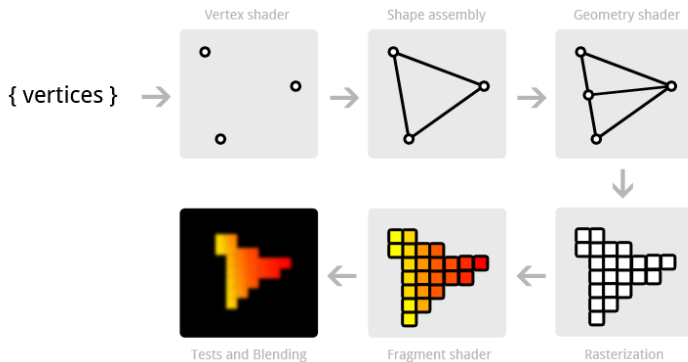 Vertex shader
Shape assembly
Geometry shader
{ vertices }
Tests and Blending
Fragment shader
Rasterization